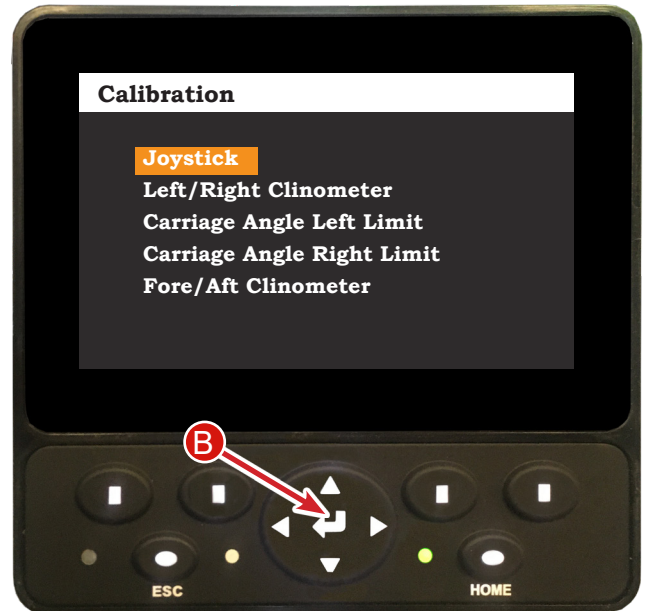 Calibration
Joystick
Left/Right Clinometer
Carriage Angle Left Limit
Carriage Angle Right Limit
Fore/Aft Clinometer
B
ESC
HOME